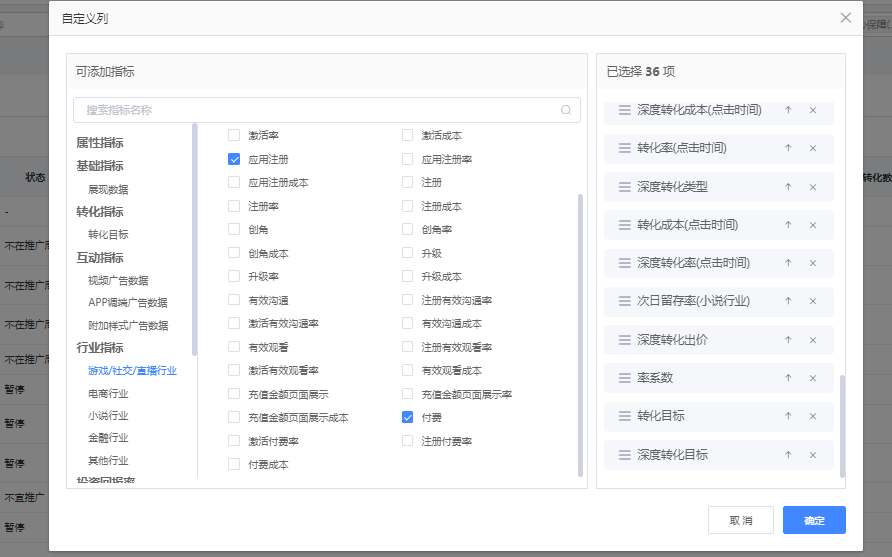 自定义列
可添加指标
搜索指标名称
属性指标
基础指标
展现数据
转化指标
转化目标
互动指标
视频广告数据
APP调端广告数据
附加样式广告数据
行业指标
游戏/社交/直播行业
电商行业
小说行业
金融行业
其他行业
投资回报率
激活率
激活成本
应用注册
应用注册率
应用注册成本
注册
注册率
注册成本
创角
创角率
创角成本
升级
升级率
升级成本
有效沟通
注册有效沟通率
激活有效沟通率
有效沟通成本
有效观看
注册有效观看率
激活有效观看率
有效观看成本
充值金额页面展示
充值金额页面展示率
充值金额页面展示成本
付费
激活付费率
注册付费率
付费成本
已选择 36 项
深度转化成本(点击时间)
转化率(点击时间)
深度转化类型
转化成本(点击时间)
深度转化率(点击时间)
次日留存率(小说行业)
深度转化出价
率系数
转化目标
深度转化目标
取消
确定
状态
-
不在推广
不在推广
不在推广
不在推广
暂停
暂停
暂停
不宜推广
暂停
保障
转化数